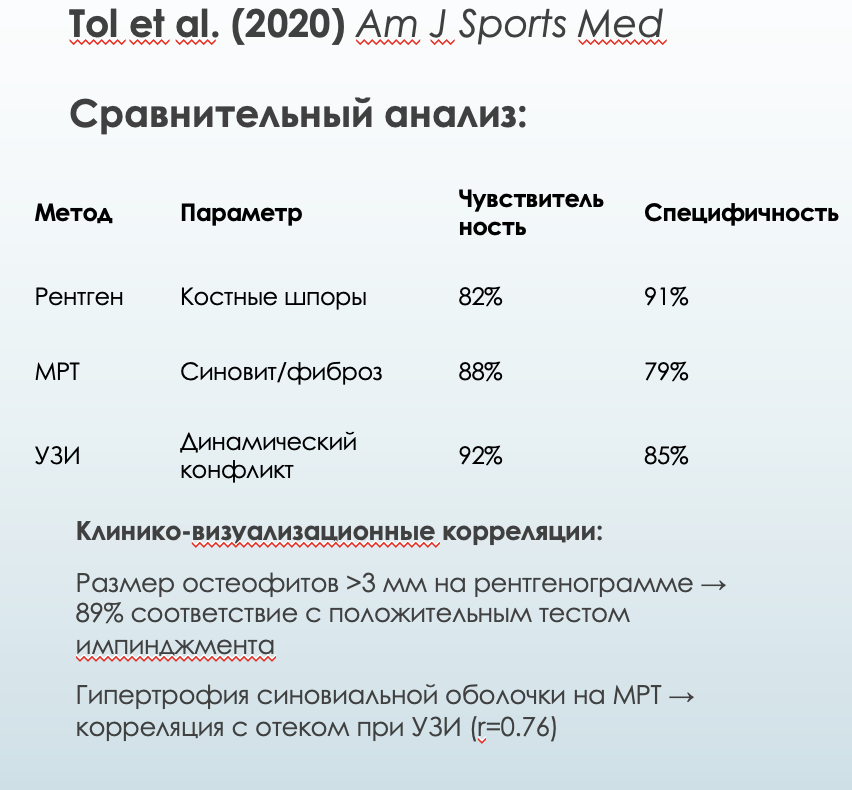 Tol et al. (2020) Am J Sports Med
Сравнительный анализ:
Метод Параметр Чувствитель
ность Специфичность
Рентген Костные шпоры 82% 91%
МРТ Синовит/фиброз 88% 79%
УЗИ Динамический
конфликт 92% 85%
Клинико-визуализационные корреляции:
Размер остеофитов >3 мм на рентгенограмме →
89% соответствие с положительным тестом
импинджмента
Гипертрофия синовиальной оболочки на МРТ →
корреляция с отеком при УЗИ (r=0.76)